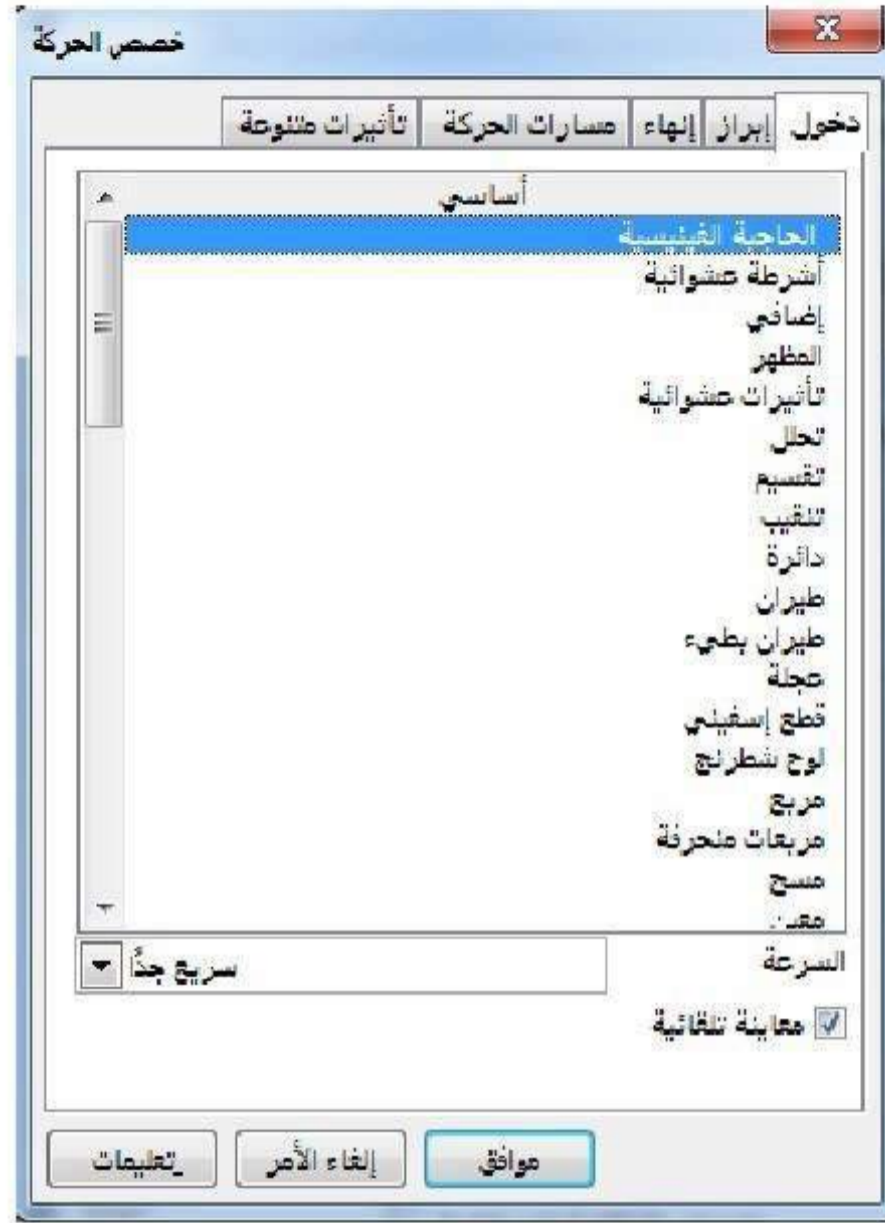 خصص الحركة
دخول إبراز إنهاء مسارات الحركة تأثيرات متنوعة
أساسي
الحاجبة الفينيسية
أشرطة عشوائية
إضافي
المظهر
تأثيرات عشوائية
تحلل
تقسيم
تنقيب
دائرة
طيران
طيران بطيء
عجلة
قطع إسفيني
لوح شطرنج
مربع
مربعات منحرفة
مسح
معين
السرعة سريع جدًا
معاينة تلقائية
موافق إلغاء الأمر تعليمات